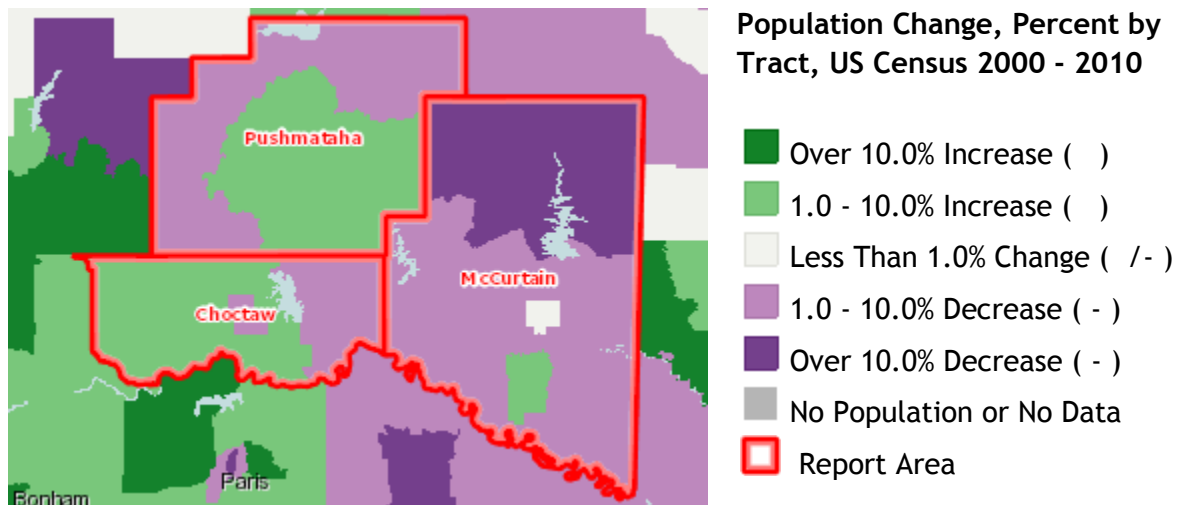 Population Change, Percent by
Tract, US Census 2000 - 2010
Over 10.0% Increase (   )
1.0 - 10.0% Increase (   )
Less Than 1.0% Change (  /- )
1.0 - 10.0% Decrease ( - )
Over 10.0% Decrease ( - )
No Population or No Data
Report Area
Pushmataha
McCurtain
Choctaw
Paris
Bonham